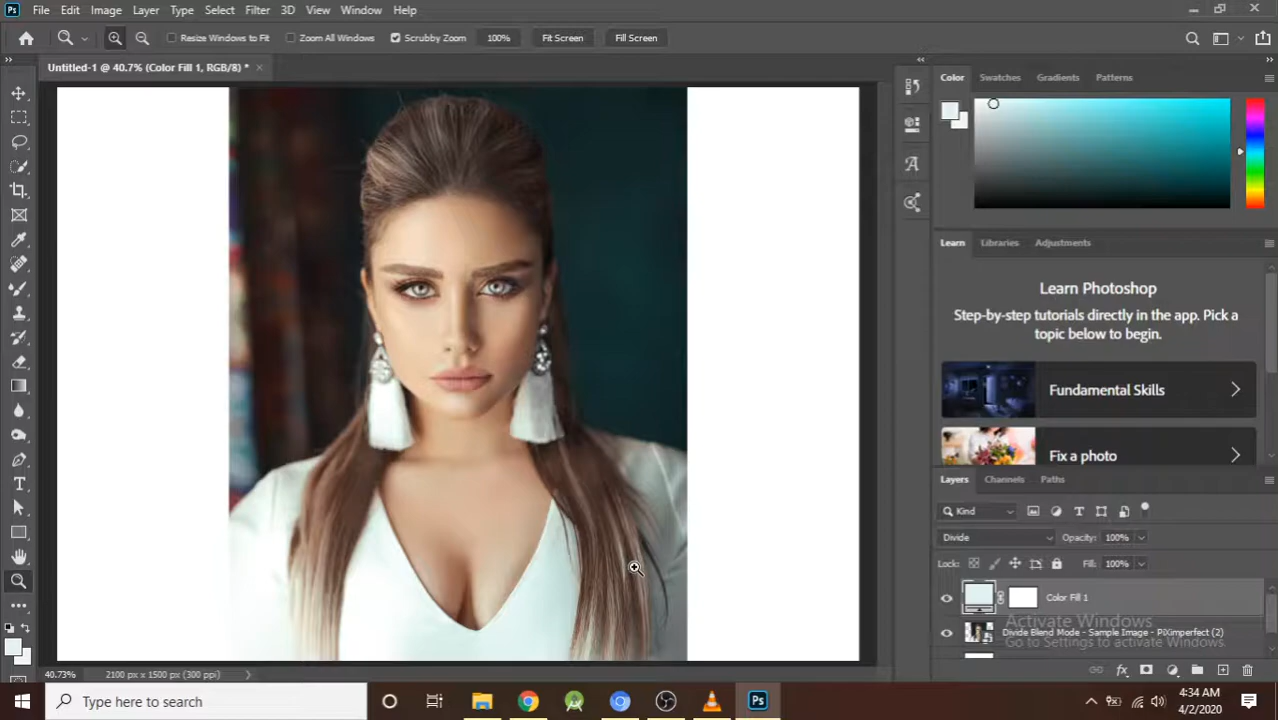 Ps File Edit Image Layer Type Select Filter 3D View Window Help
Resize Windows to Fit Zoom All Windows Scrubby Zoom 100% Fit Screen Fill Screen
Untitled-1 @ 40.7% (Color Fill 1, RGB/8) *
Color Swatches Gradients Patterns
Learn Libraries Adjustments
Learn Photoshop
Step-by-step tutorials directly in the app. Pick a
topic below to begin.
Fundamental Skills
Fix a photo
Layers Channels Paths
Kind
Divide Opacity: 100%
Lock: Fill: 100%
Color Fill 1
Activate Windows
Divide Blend Mode - Sample Image - PiXimperfect (2)
Go to Settings to activate Windows.
40.73% 2100 px x 1500 px (300 ppi)
Type here to search
Ps
4:34 AM
4/2/2020